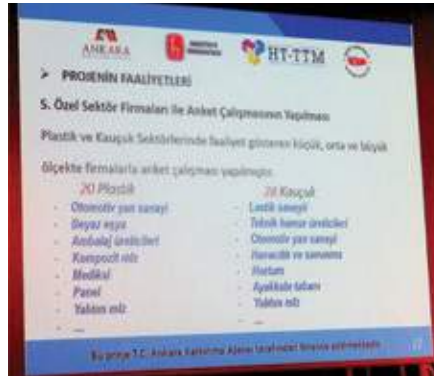 ANKARA
HT-TTM
➤ PROJENİN FAALİYETLERİ
5. Özel Sektör Firmaları ile Anket Çalışmasının Yapılması
Plastik ve Kauçuk Sektörlerinde faaliyet gösteren küçük, orta ve büyük
ölçekte firmalarla anket çalışması yapılmıştır.
20 Plastik
- Otomotiv yan sanayi
- Beyaz eşya
- Ambalaj üreticileri
- Kompozit mlz
- Medikal
- Panel
- Yalıtım mlz
- ...
28 Kauçuk
- Lastik sanayii
- Teknik hamur üreticileri
- Otomotiv yan sanayi
- Havacılık ve savunma
- Hortum
- Ayakkabı tabanı
- Yalıtım mlz
- ...
Bu proje T.C. Ankara Kalkınma Ajansı tarafından finanse edilmektedir.